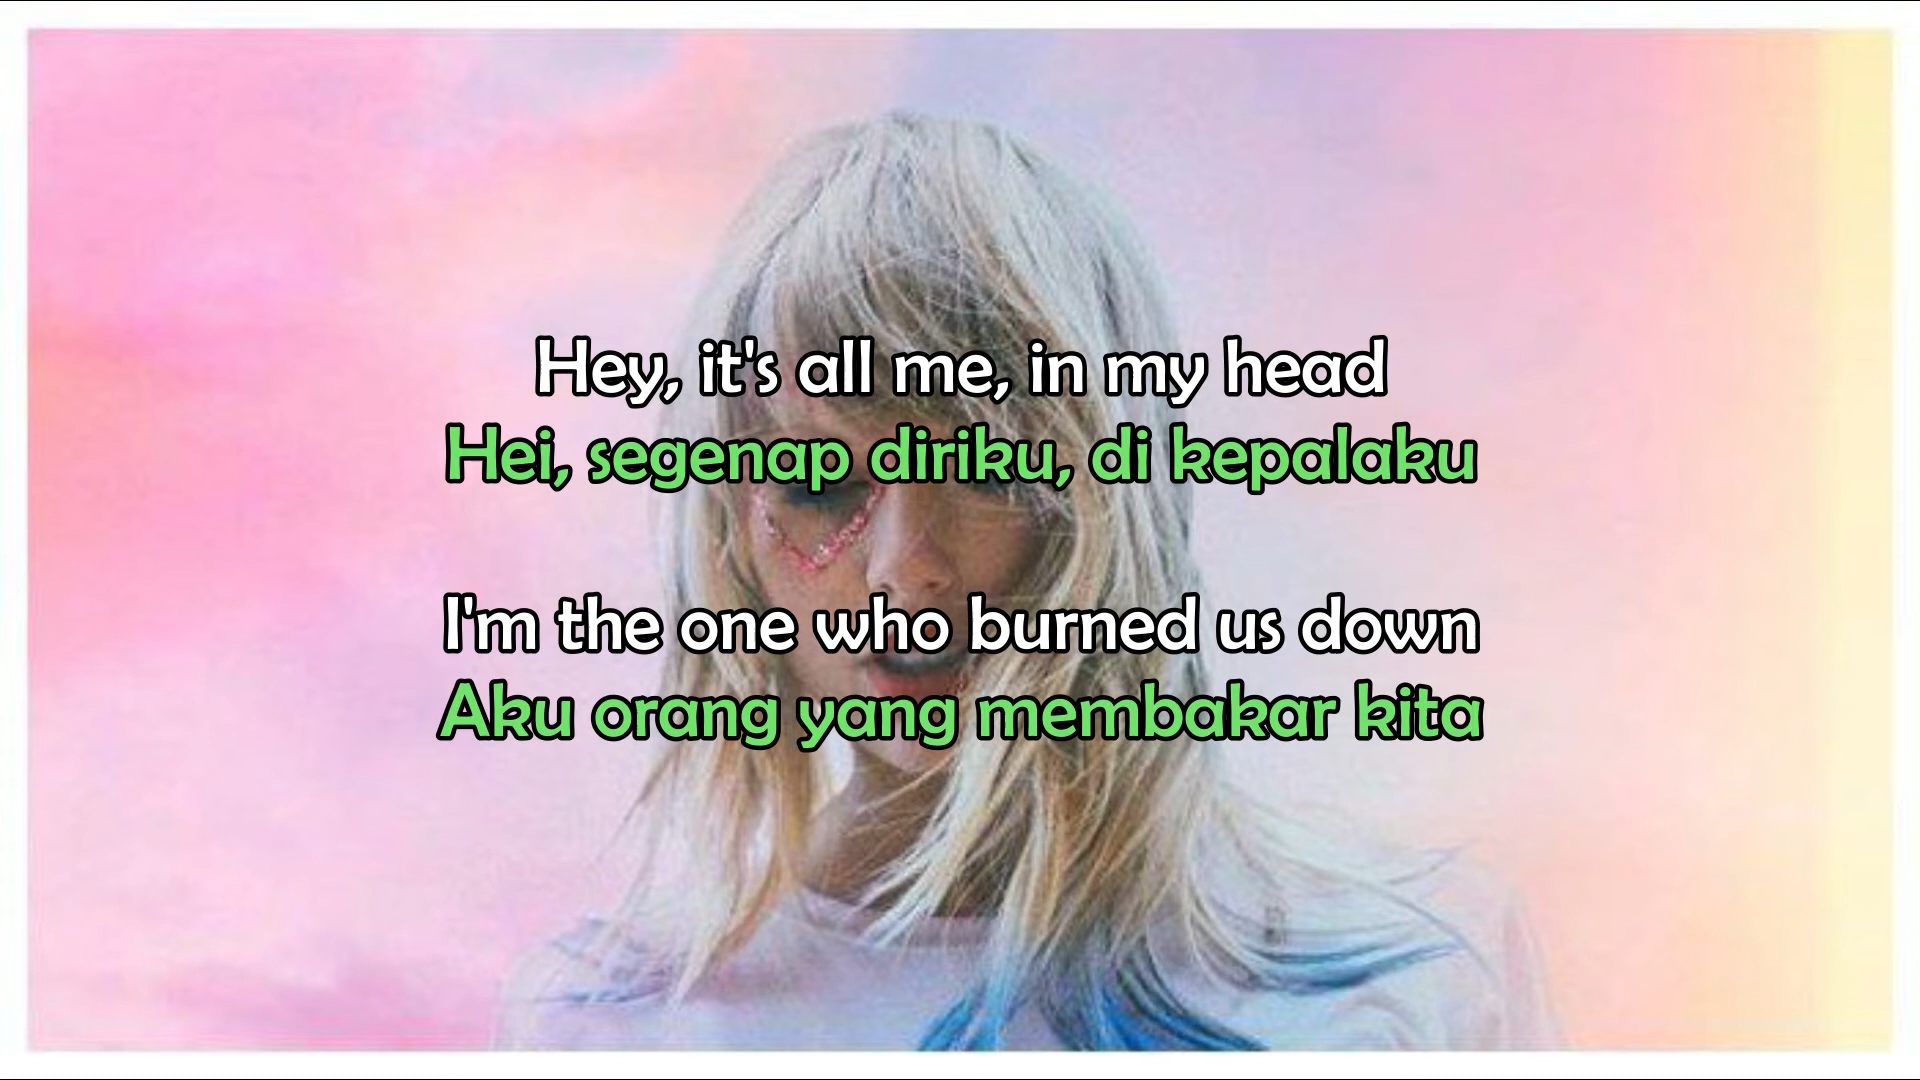 Hey, it's all me, in my head
Hei, segenap diriku, di kepalaku
I'm the one who burned us down
Aku orang yang membakar kita